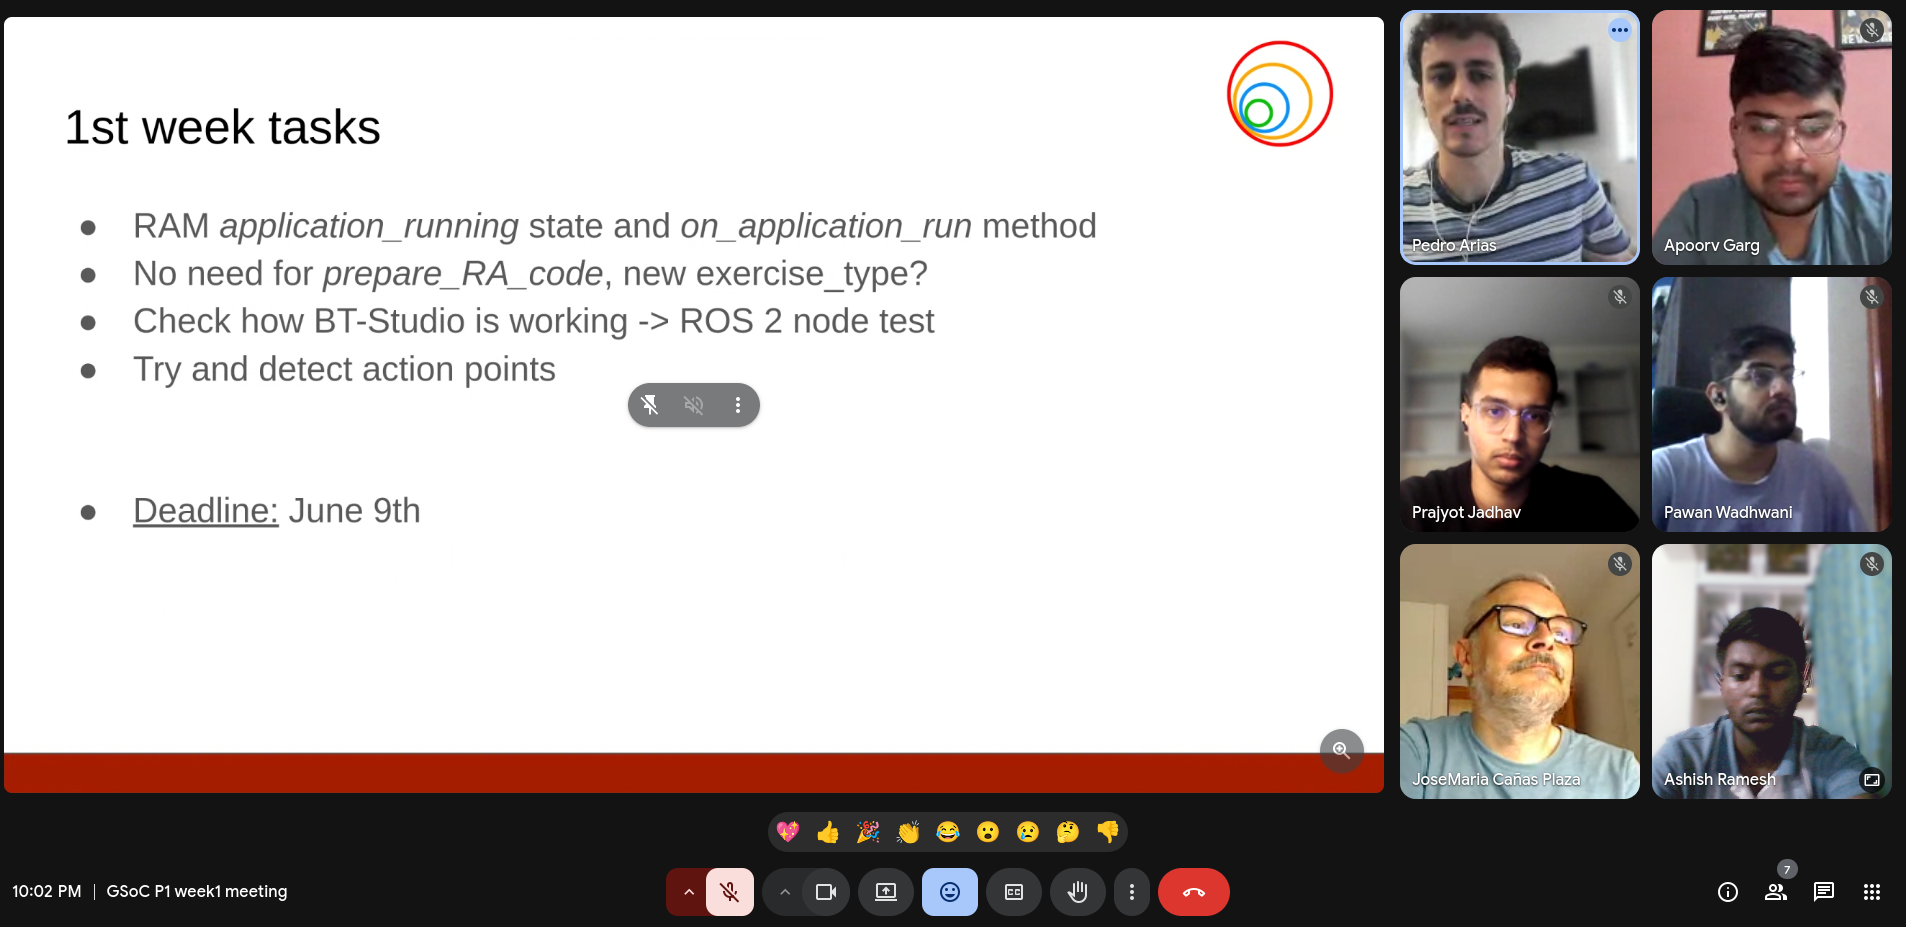 1st week tasks
● RAM application_running state and on_application_run method
● No need for prepare_RA_code, new exercise_type?
● Check how BT-Studio is working -> ROS 2 node test
● Try and detect action points
● Deadline: June 9th
Pedro Arias
Apoorv Garg
Prajyot Jadhav
Pawan Wadhwani
JoseMaria Cañas Plaza
Ashish Ramesh
10:02 PM | GSoC P1 week1 meeting
7